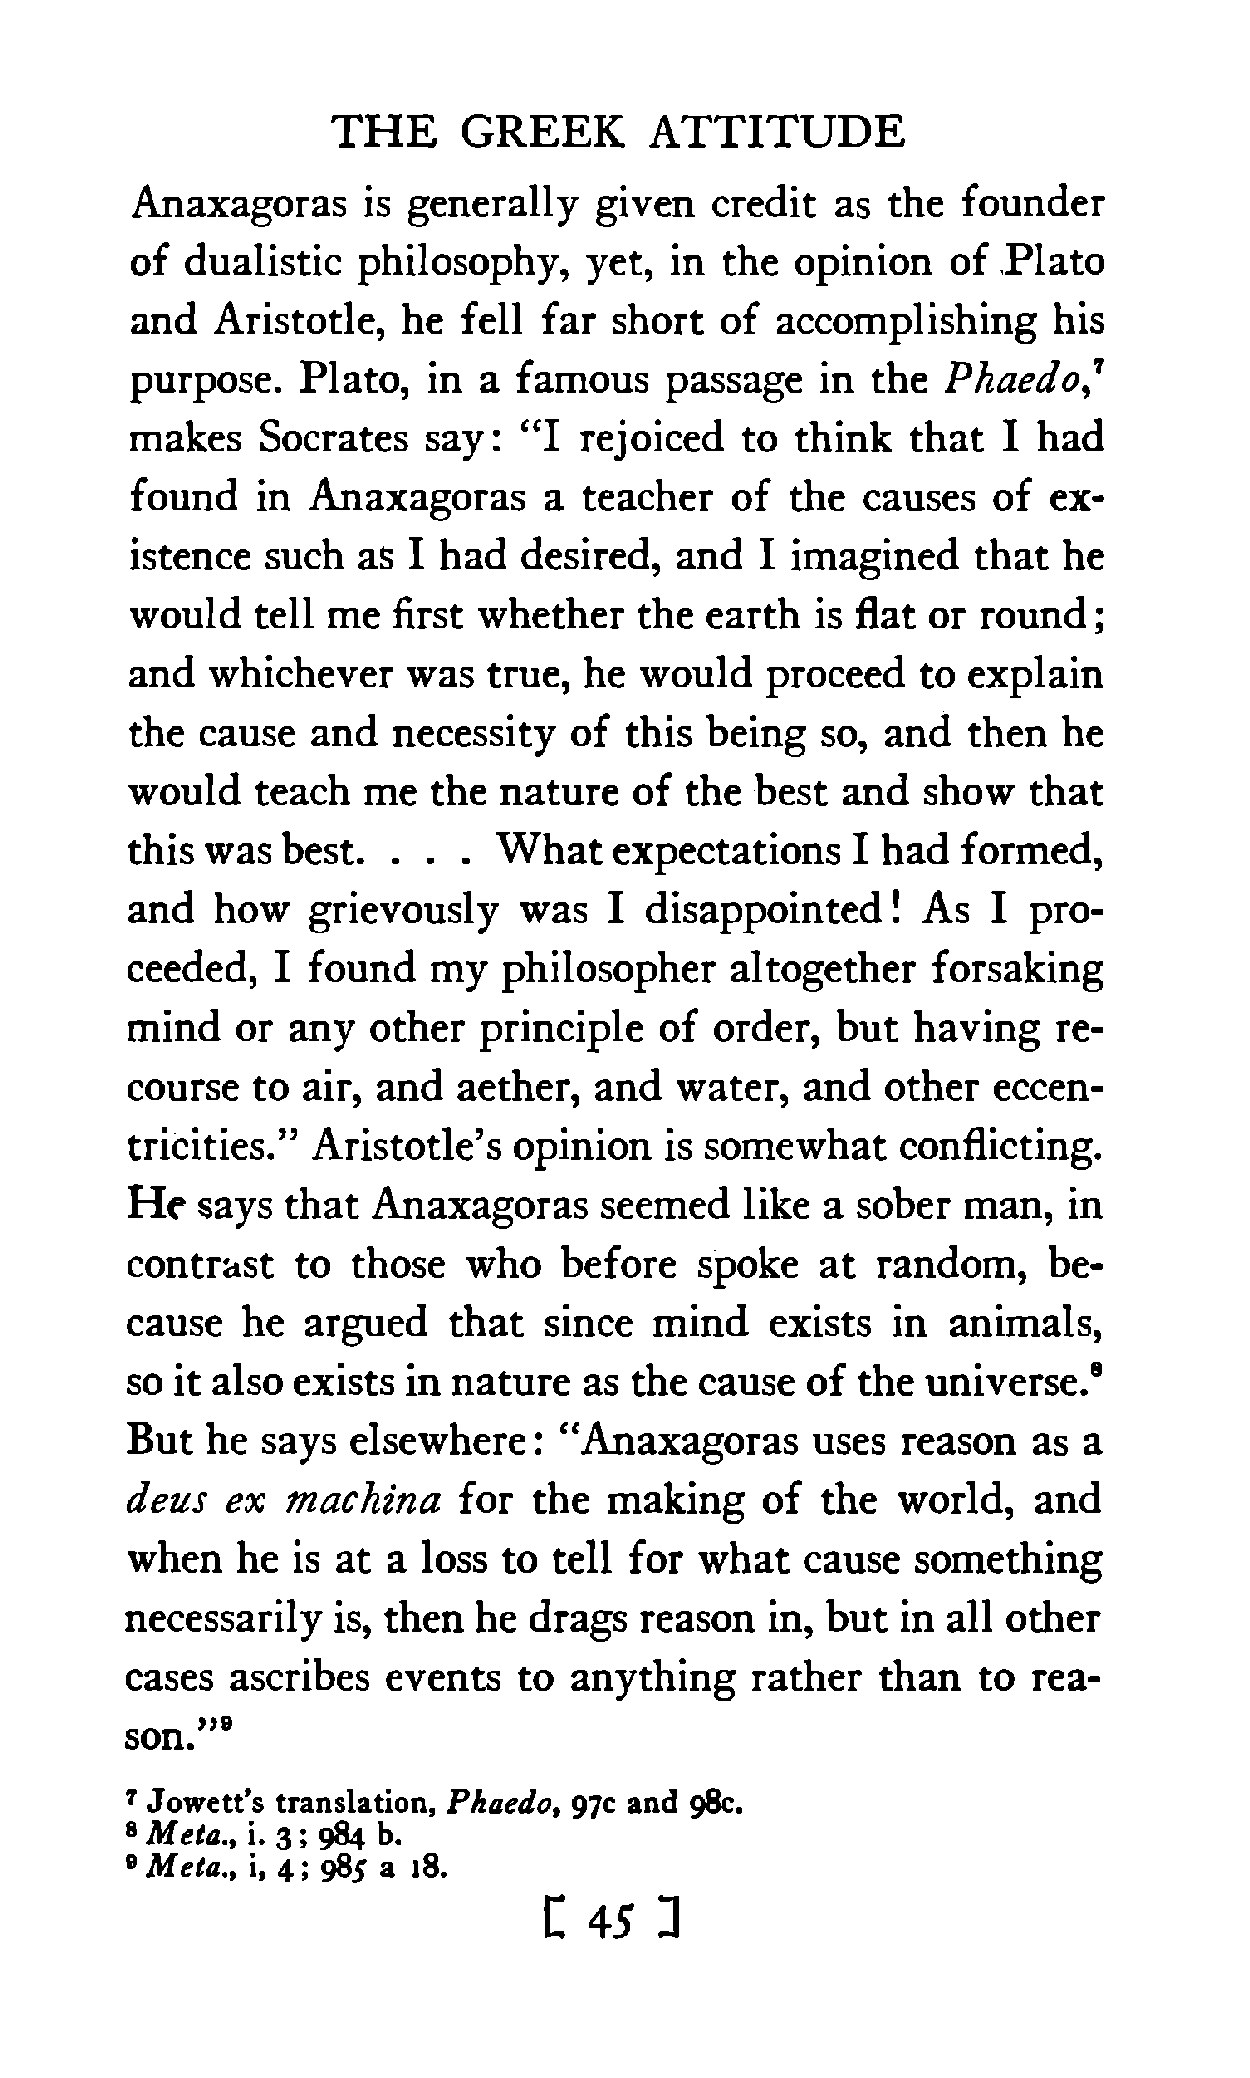 THE GREEK ATTITUDE
Anaxagoras is generally given credit as the founder
of dualistic philosophy, yet, in the opinion of Plato
and Aristotle, he fell far short of accomplishing his
purpose. Plato, in a famous passage in the Phaedo,⁷
makes Socrates say: "I rejoiced to think that I had
found in Anaxagoras a teacher of the causes of ex-
istence such as I had desired, and I imagined that he
would tell me first whether the earth is flat or round;
and whichever was true, he would proceed to explain
the cause and necessity of this being so, and then he
would teach me the nature of the best and show that
this was best. . . . What expectations I had formed,
and how grievously was I disappointed! As I pro-
ceeded, I found my philosopher altogether forsaking
mind or any other principle of order, but having re-
course to air, and aether, and water, and other eccen-
tricities." Aristotle's opinion is somewhat conflicting.
He says that Anaxagoras seemed like a sober man, in
contrast to those who before spoke at random, be-
cause he argued that since mind exists in animals,
so it also exists in nature as the cause of the universe.⁸
But he says elsewhere: "Anaxagoras uses reason as a
deus ex machina for the making of the world, and
when he is at a loss to tell for what cause something
necessarily is, then he drags reason in, but in all other
cases ascribes events to anything rather than to rea-
son."⁹
⁷ Jowett's translation, Phaedo, 97c and 98c.
⁸ Meta., i. 3; 984 b.
⁹ Meta., i, 4; 985 a 18.
[ 45 ]